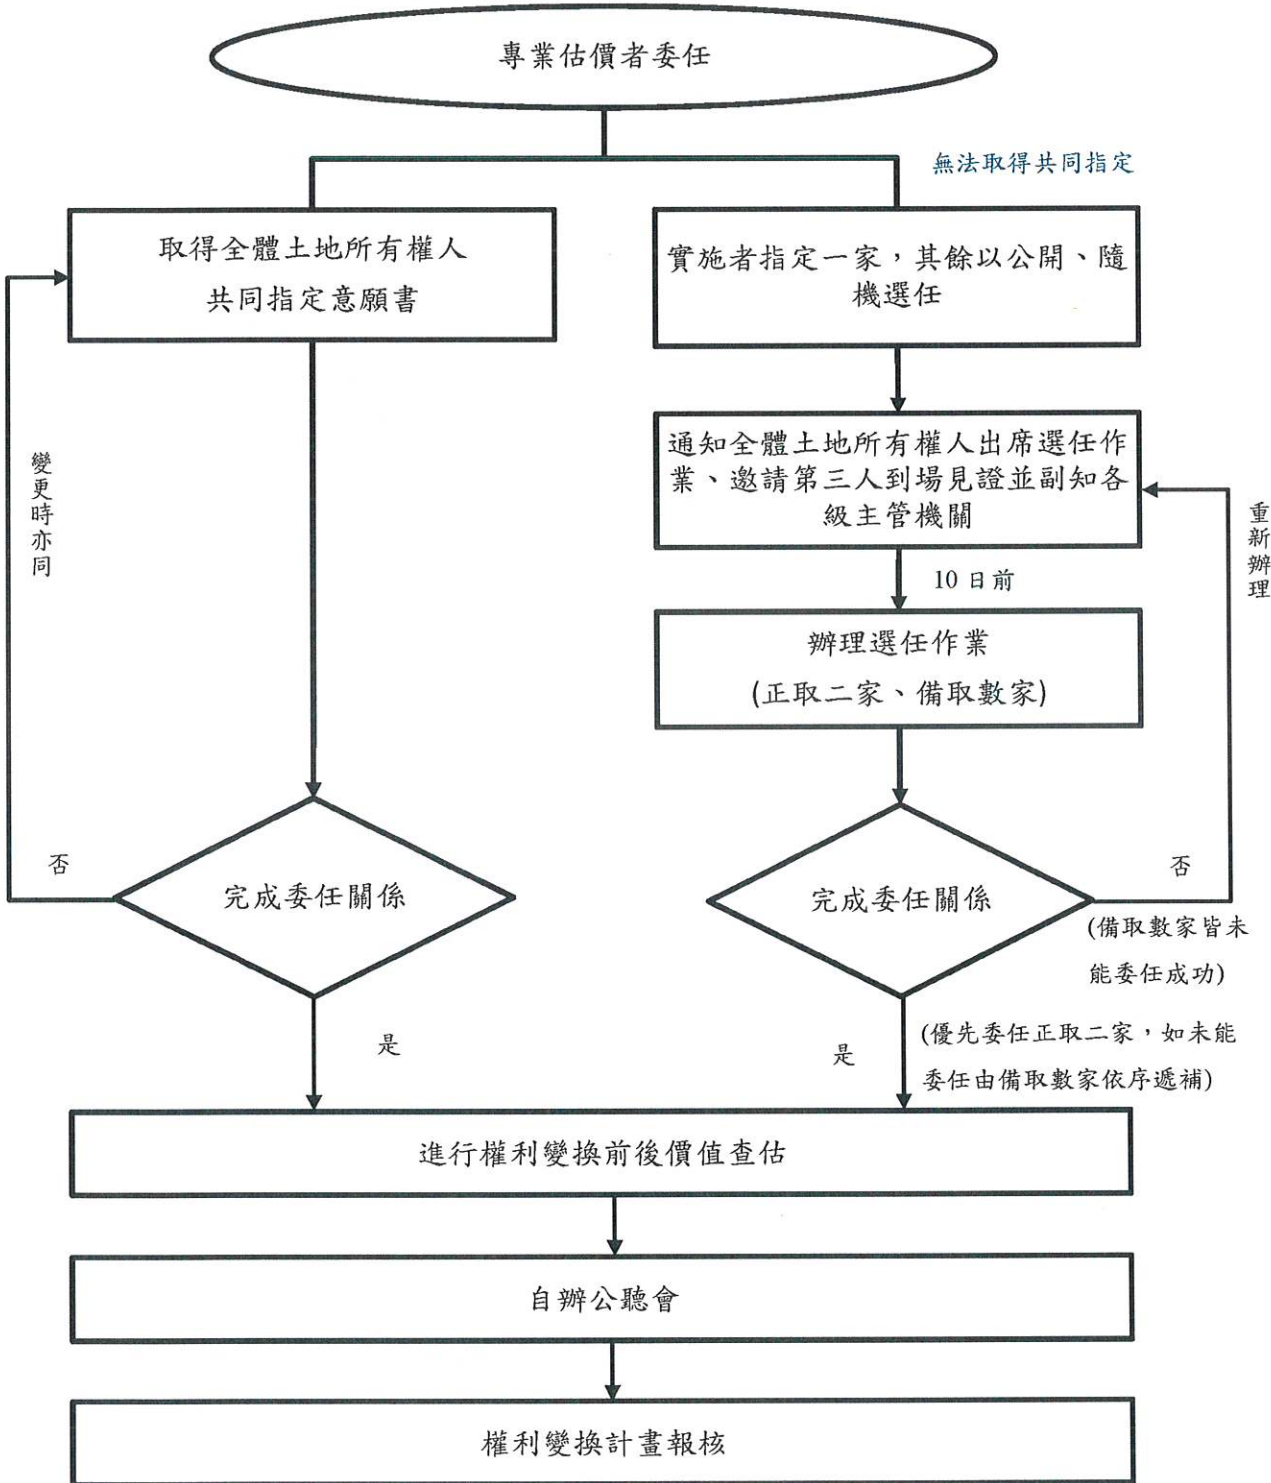 專業估價者委任
無法取得共同指定
取得全體土地所有權人
共同指定意願書
實施者指定一家，其餘以公開、隨
機選任
通知全體土地所有權人出席選任作
業、邀請第三人到場見證並副知各
級主管機關
變更時亦同
重新辦理
10 日前
辦理選任作業
(正取二家、備取數家)
否
完成委任關係
完成委任關係
否
(備取數家皆未
能委任成功)
是
是
(優先委任正取二家，如未能
委任由備取數家依序遞補)
進行權利變換前後價值查估
自辦公聽會
權利變換計畫報核